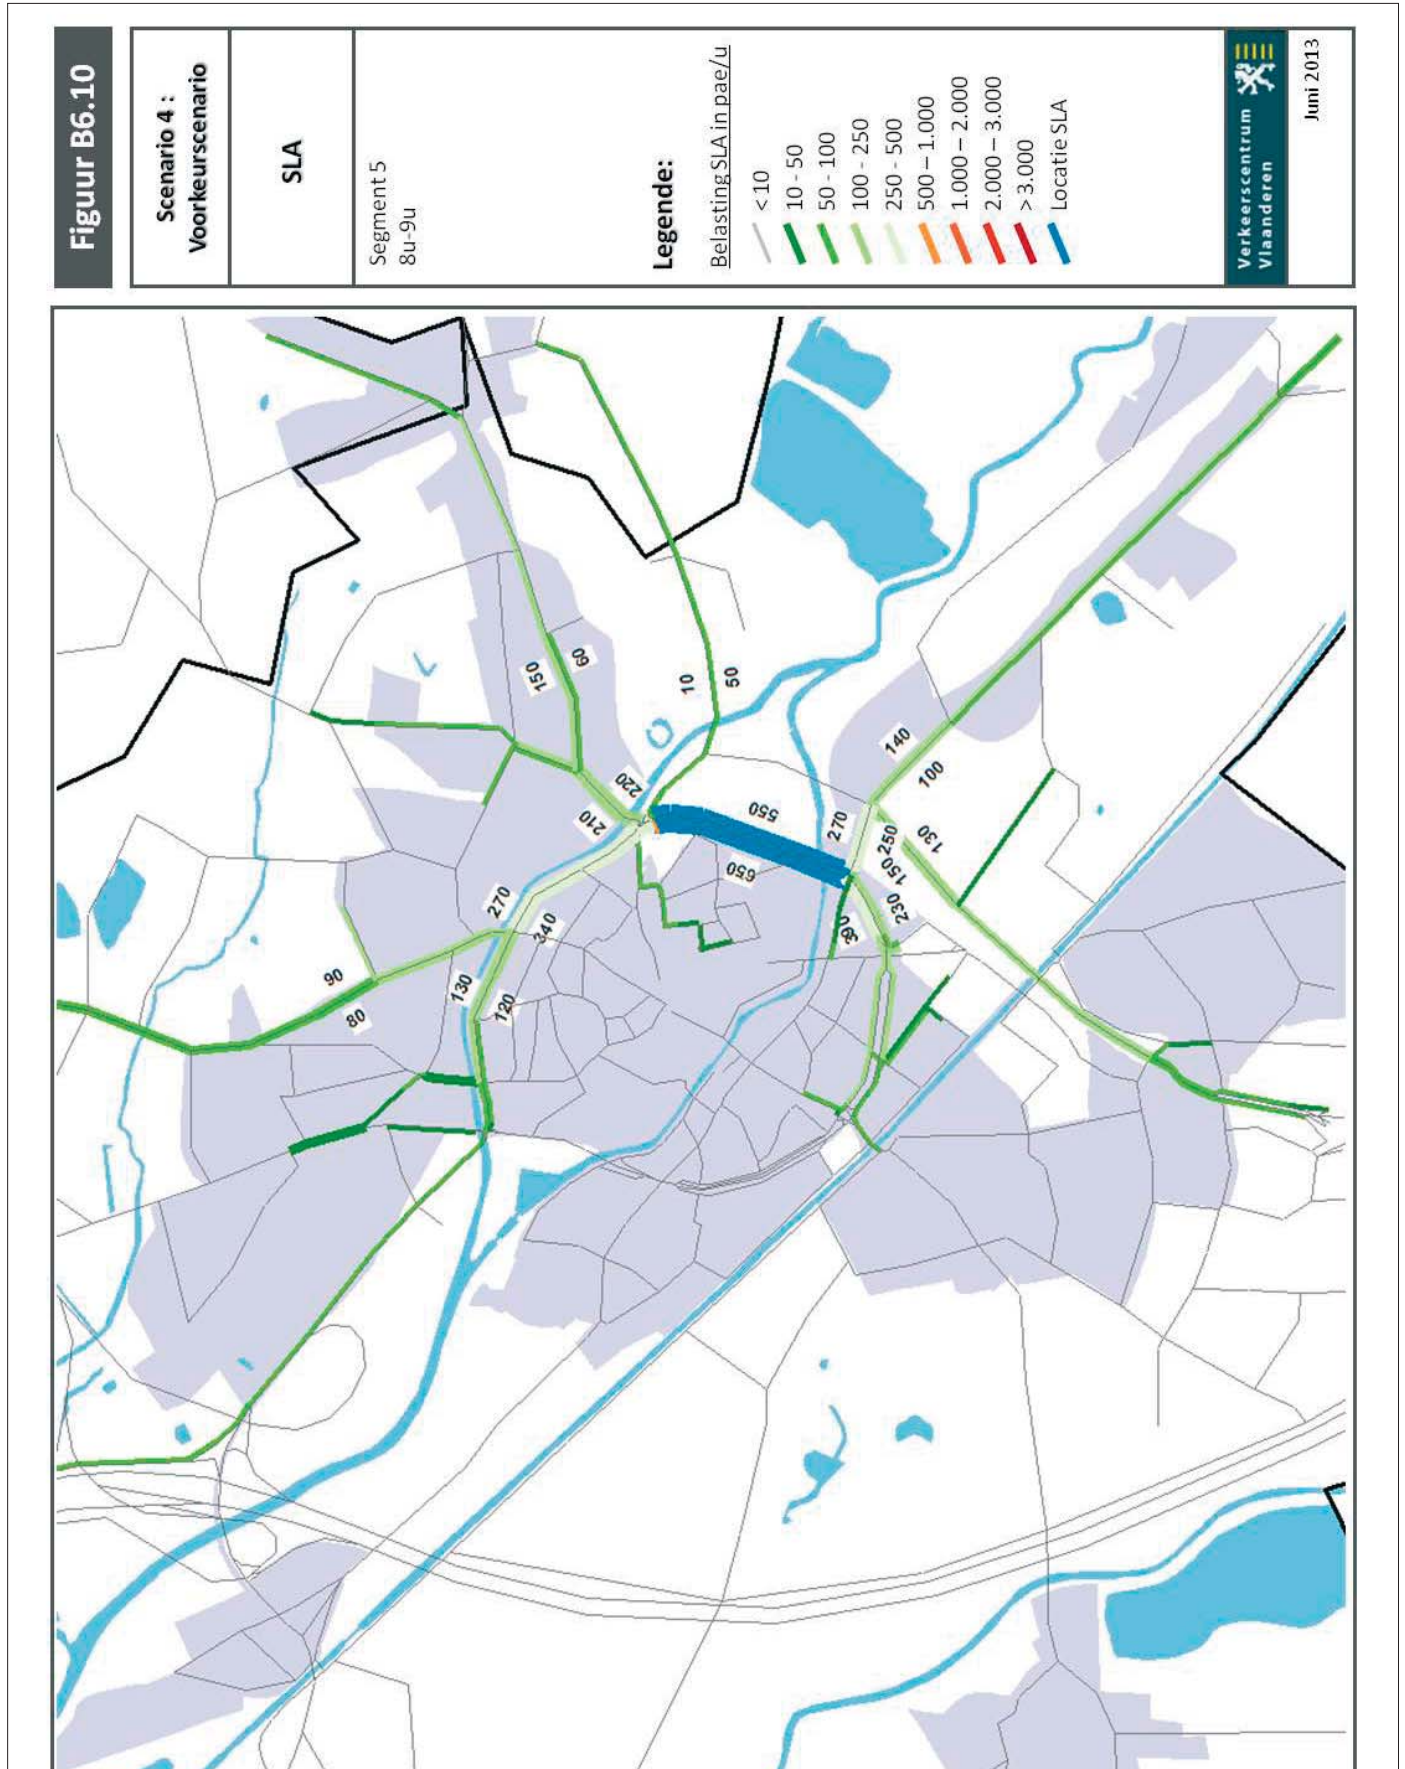 Figuur B6.10
Scenario 4 :
Voorkeurscenario
SLA
Segment 5
8u-9u
Legende:
Belasting SLA in pae/u
< 10
10 - 50
50 - 100
100 - 250
250 - 500
500 – 1.000
1.000 – 2.000
2.000 – 3.000
> 3.000
Locatie SLA
Verkeerscentrum
Vlaanderen
Juni 2013
150
60
10
50
220
210
140
100
550
650
270
250
130
150
230
270
340
90
80
130
120